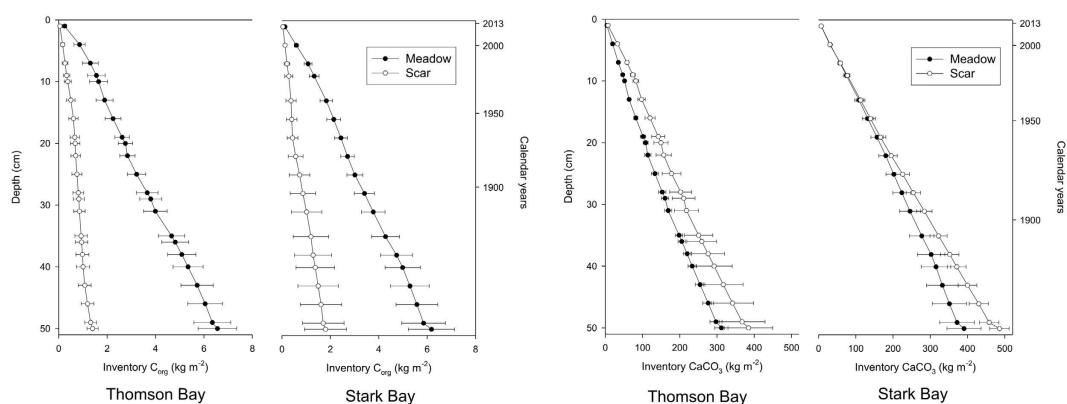 0
10
20
30
40
50
Depth (cm)
0 2 4 6 8
Inventory Corg (kg m-2)
Thomson Bay
Meadow
Scar
2013
2000
1950
1900
Calendar years
0 2 4 6 8
Inventory Corg (kg m-2)
Stark Bay
0
10
20
30
40
50
Depth (cm)
0 100 200 300 400 500
Inventory CaCO3 (kg m-2)
Thomson Bay
Meadow
Scar
2013
2000
1950
1900
Calendar years
0 100 200 300 400 500
Inventory CaCO3 (kg m-2)
Stark Bay